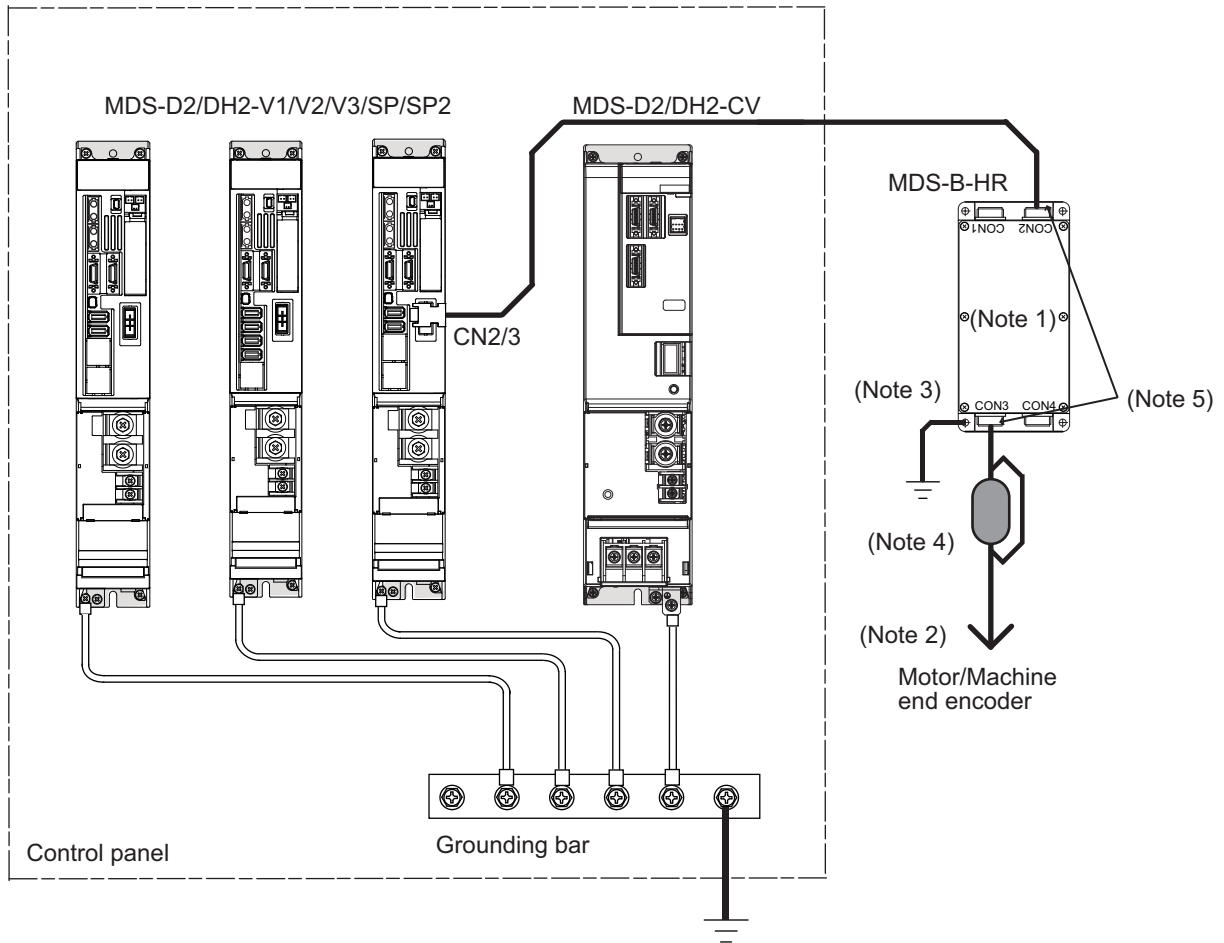 MDS-D2/DH2-V1/V2/V3/SP/SP2
MDS-D2/DH2-CV
MDS-B-HR
CON1
CON2
(Note 1)
CN2/3
(Note 3)
CON3
CON4
(Note 5)
(Note 4)
(Note 2)
Motor/Machine
end encoder
Grounding bar
Control panel